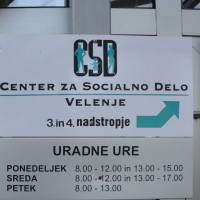 CSD
CENTER ZA SOCIALNO DELO
VELENJE
3.in 4. nadstropje
URADNE URE
PONEDELJEK 8.00 - 12.00 in 13.00 - 15.00
SREDA 8.00 - 12.00 in 13.00 - 17.00
PETEK 8.00 - 13.00